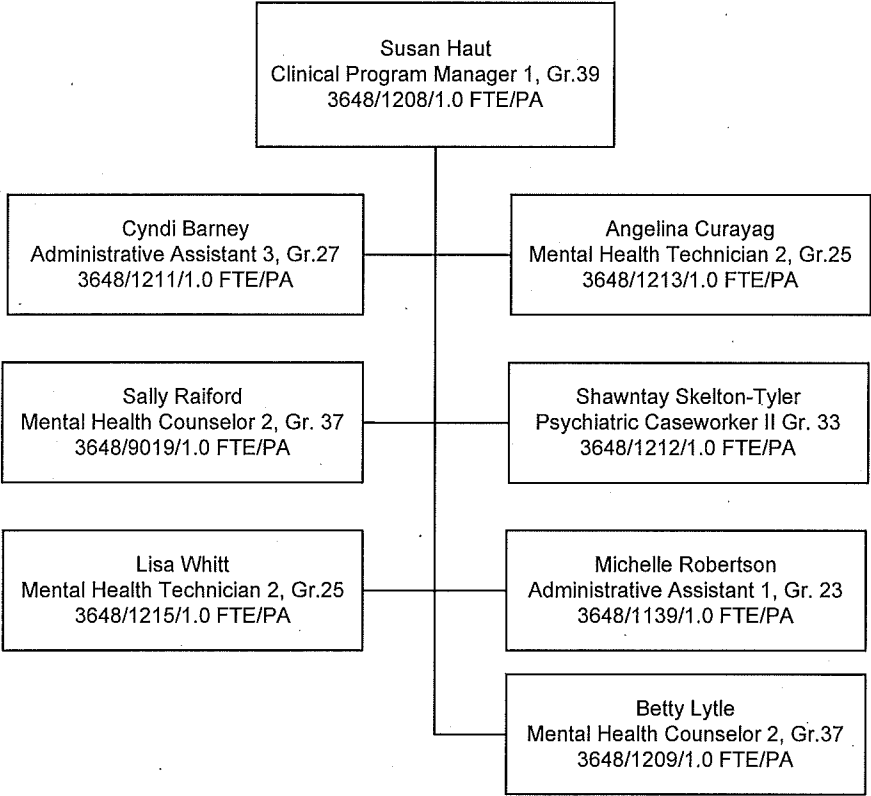 Susan Haut
Clinical Program Manager 1, Gr.39
3648/1208/1.0 FTE/PA
Cyndi Barney
Administrative Assistant 3, Gr.27
3648/1211/1.0 FTE/PA
Angelina Curayag
Mental Health Technician 2, Gr.25
3648/1213/1.0 FTE/PA
Sally Raiford
Mental Health Counselor 2, Gr. 37
3648/9019/1.0 FTE/PA
Shawntay Skelton-Tyler
Psychiatric Caseworker II Gr. 33
3648/1212/1.0 FTE/PA
Lisa Whitt
Mental Health Technician 2, Gr.25
3648/1215/1.0 FTE/PA
Michelle Robertson
Administrative Assistant 1, Gr. 23
3648/1139/1.0 FTE/PA
Betty Lytle
Mental Health Counselor 2, Gr.37
3648/1209/1.0 FTE/PA